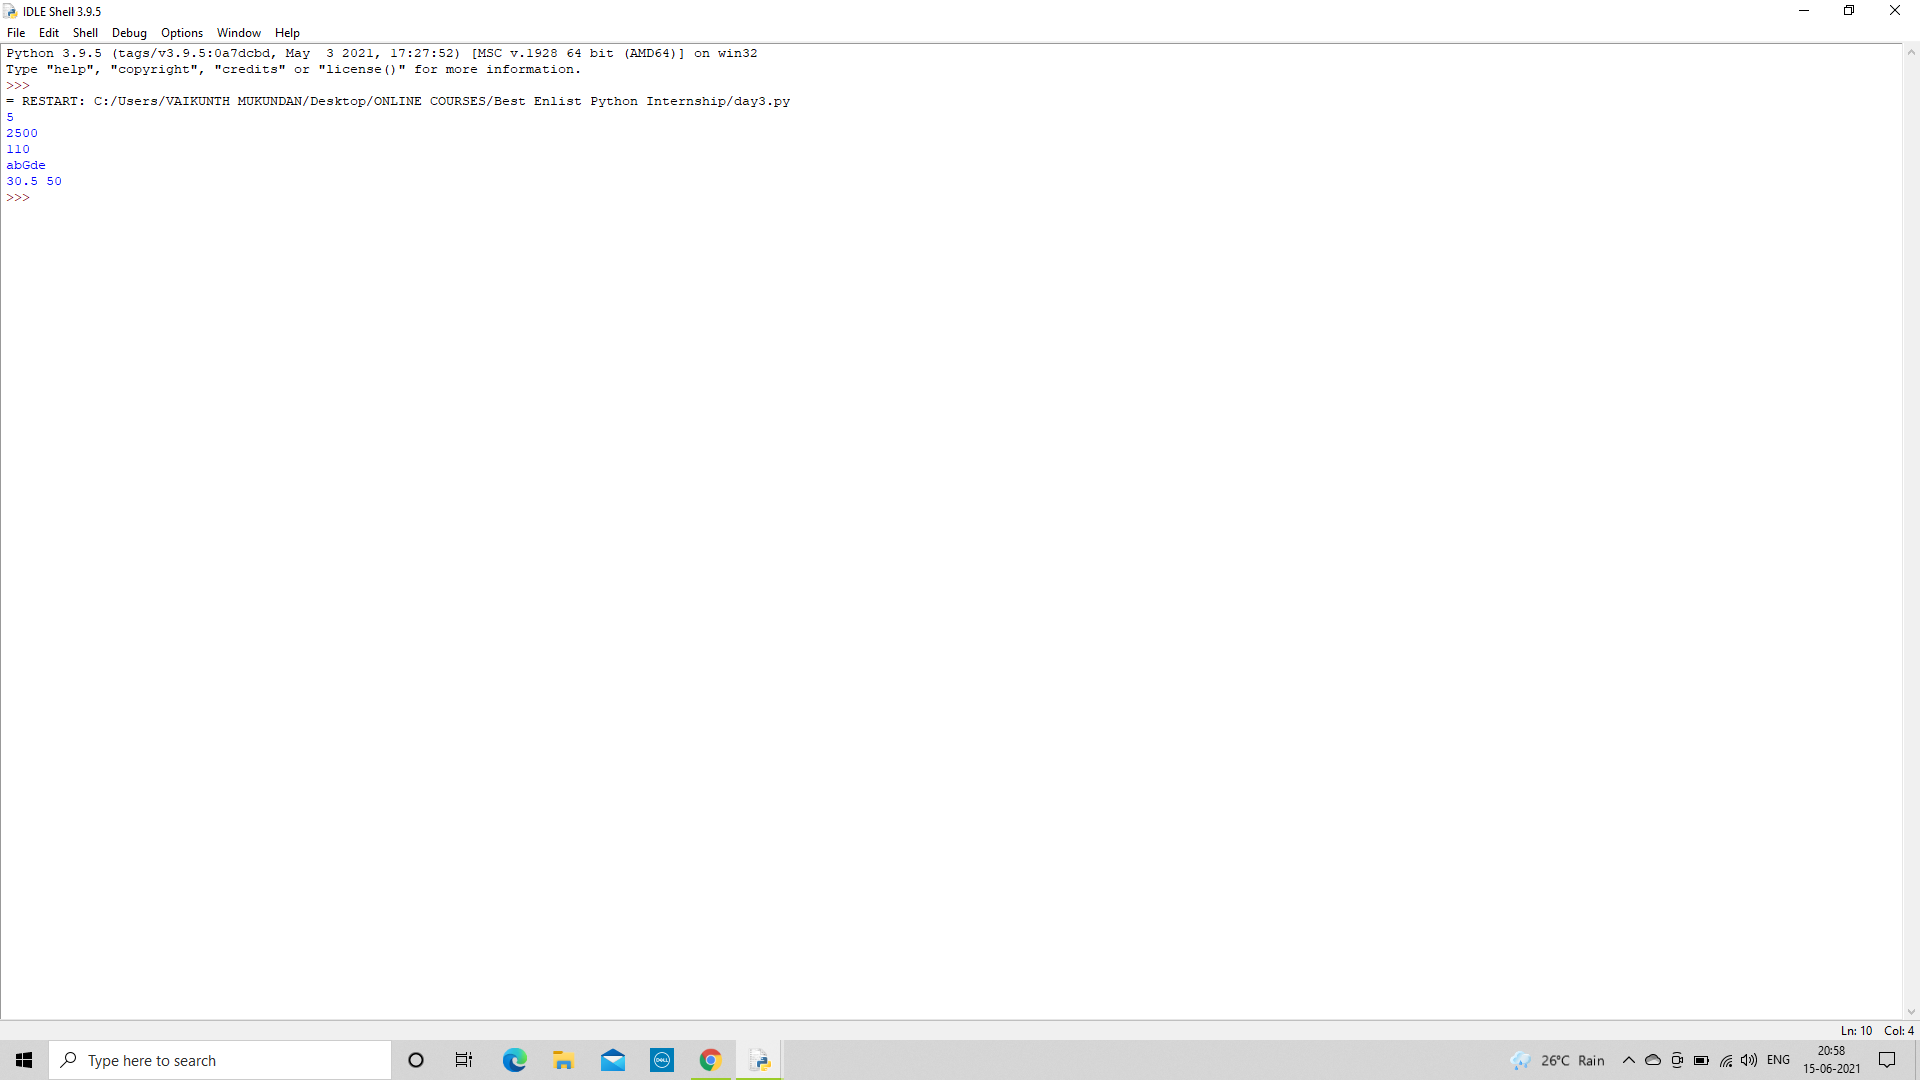 IDLE Shell 3.9.5
File Edit Shell Debug Options Window Help
Python 3.9.5 (tags/v3.9.5:0a7dcbd, May  3 2021, 17:27:52) [MSC v.1928 64 bit (AMD64)] on win32
Type "help", "copyright", "credits" or "license()" for more information.
>>>
= RESTART: C:/Users/VAIKUNTH MUKUNDAN/Desktop/ONLINE COURSES/Best Enlist Python Internship/day3.py
5
2500
110
abGde
30.5 50
>>>
Ln: 10 Col: 4
Type here to search
DELL
26°C Rain
ENG
20:58
15-06-2021